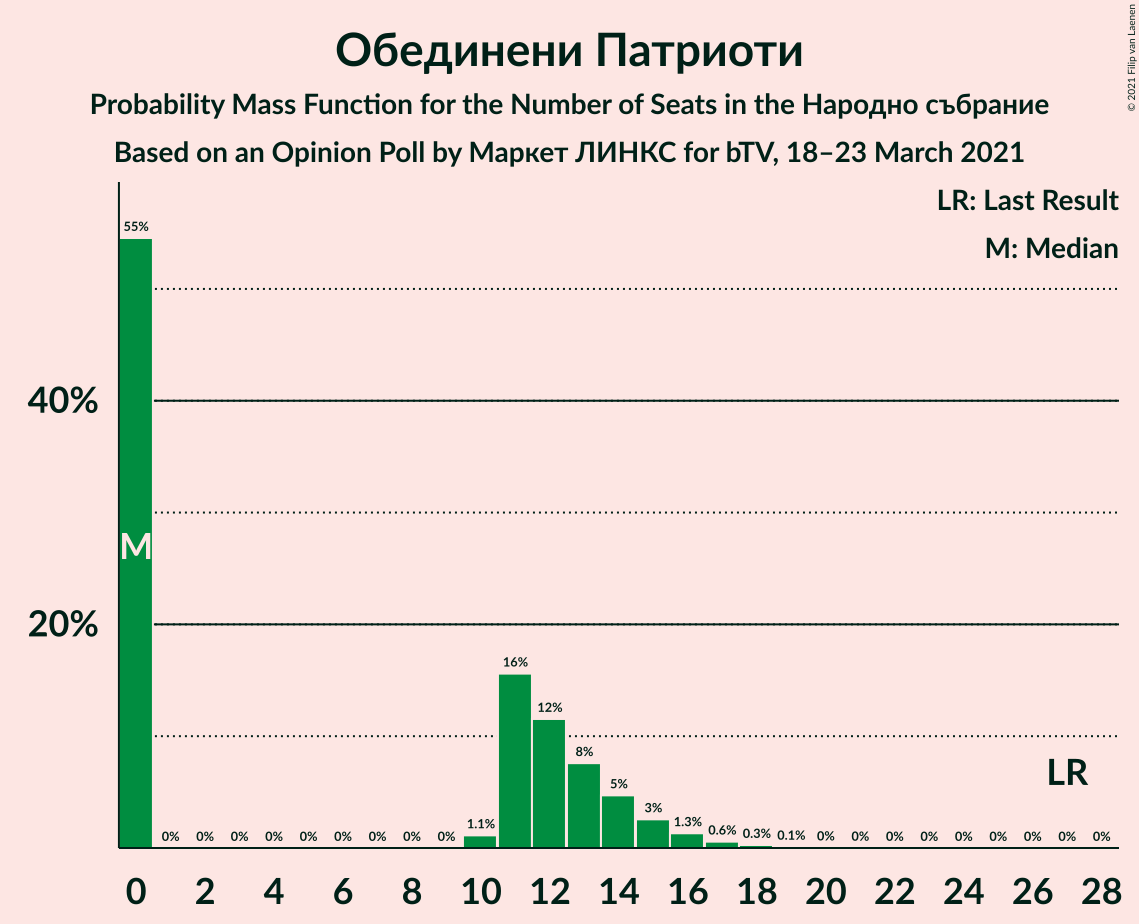 Обединени Патриоти
Probability Mass Function for the Number of Seats in the Народно събрание
Based on an Opinion Poll by Маркет ЛИНКС for bTV, 18–23 March 2021
© 2021 Filip van Laenen
LR: Last Result
M: Median
55%
40%
M
20%
16%
12%
8%
LR
5%
3%
0% 0% 0% 0% 0% 0% 0% 0% 0% 1.1% 1.3% 0.6% 0.3% 0.1% 0% 0% 0% 0% 0% 0% 0% 0% 0%
0 2 4 6 8 10 12 14 16 18 20 22 24 26 28